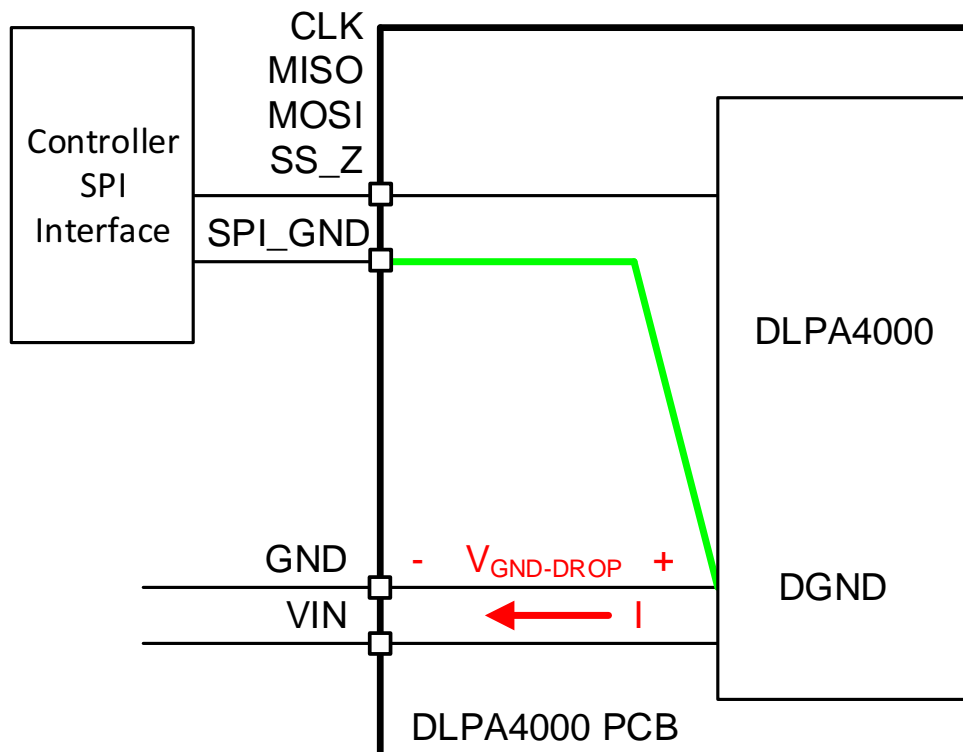 CLK
MISO
MOSI
SS_Z
Controller
SPI
Interface
SPI_GND
DLPA4000
GND
- VGND-DROP +
DGND
VIN
I
DLPA4000 PCB